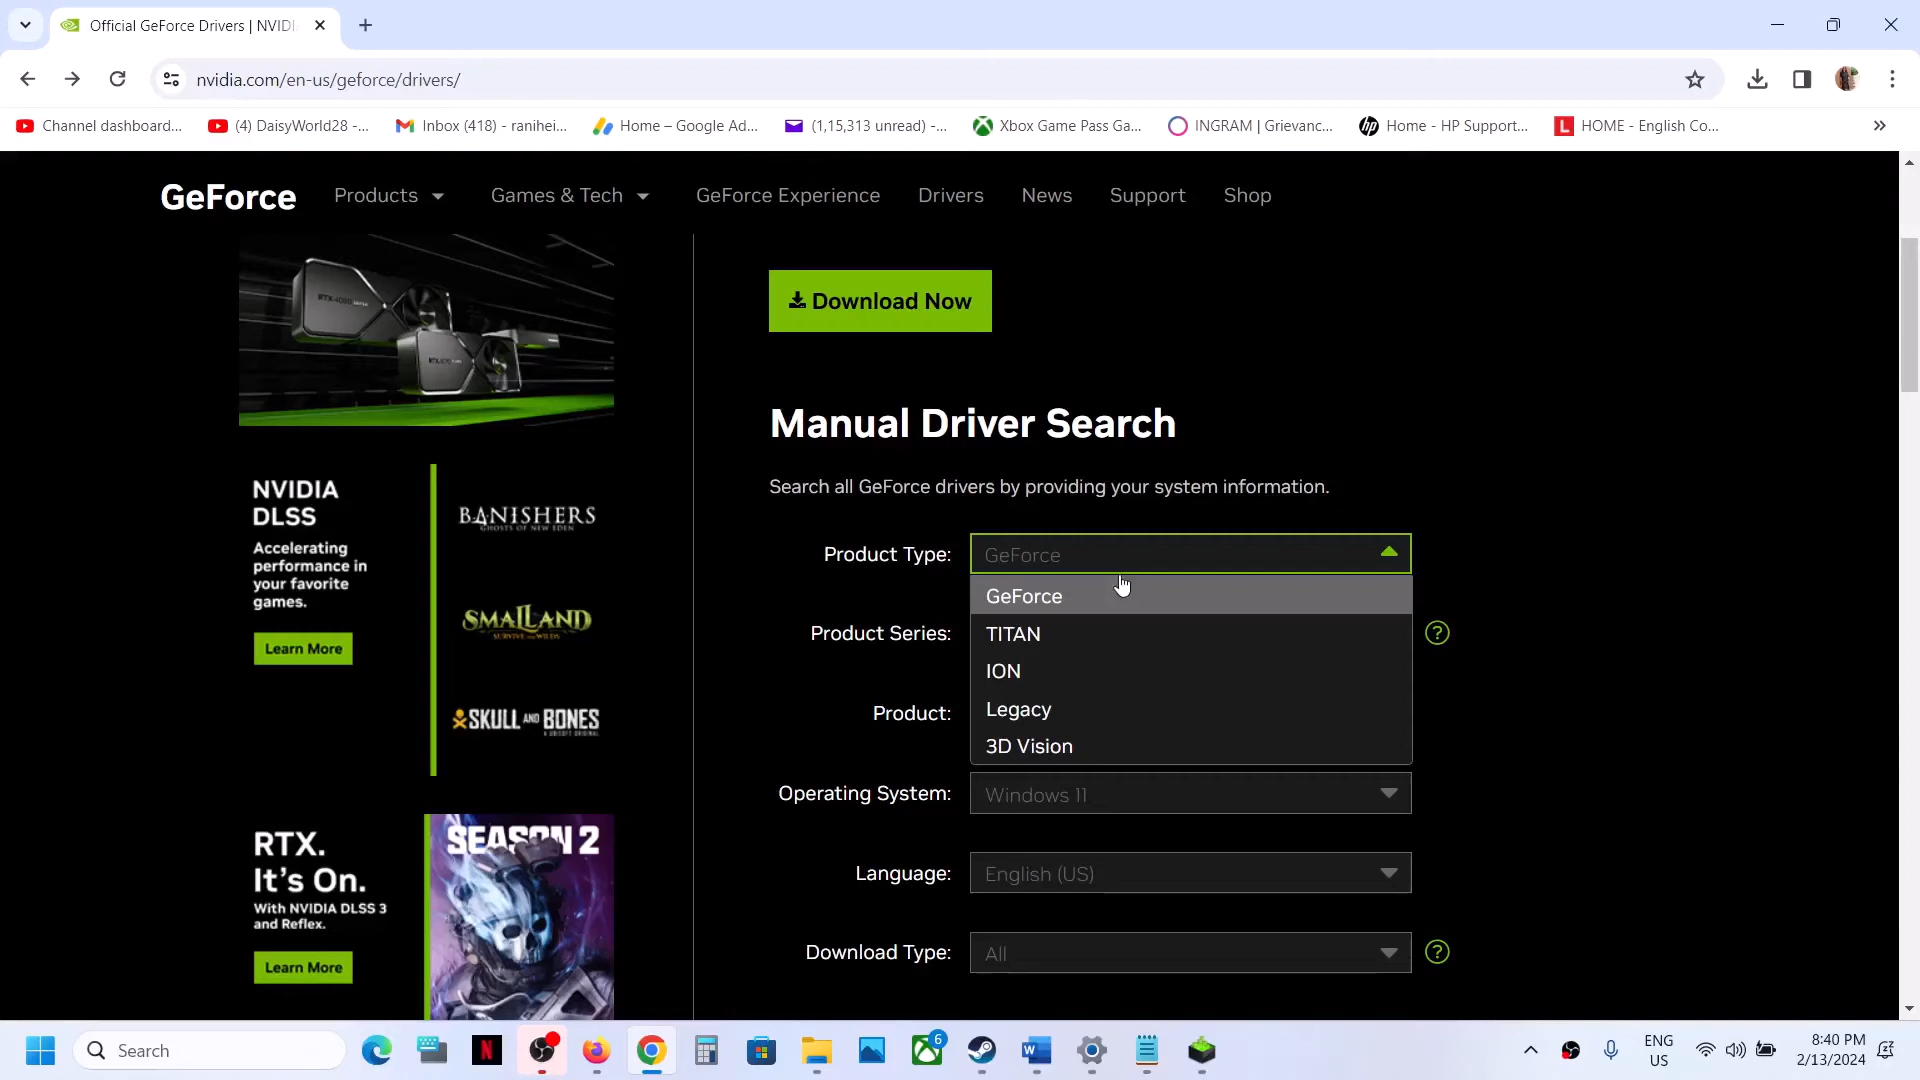 Official GeForce Drivers | NVIDI
nvidia.com/en-us/geforce/drivers/
Channel dashboard...
(4) DaisyWorld28 -...
Inbox (418) - ranihei...
Home – Google Ad...
(1,15,313 unread) -...
Xbox Game Pass Ga...
INGRAM | Grievanc...
Home - HP Support...
HOME - English Co...
GeForce
Products
Games & Tech
GeForce Experience
Drivers
News
Support
Shop
Download Now
Manual Driver Search
Search all GeForce drivers by providing your system information.
Product Type:
GeForce
GeForce
TITAN
ION
Legacy
3D Vision
Product Series:
Product:
Operating System:
Windows 11
Language:
English (US)
Download Type:
All
NVIDIA
DLSS
Accelerating
performance in
your favorite
games.
Learn More
BANISHERS
GHOSTS OF NEW EDEN
SMALLAND
SURVIVE THE WILDS
SKULL AND BONES
RTX.
It's On.
With NVIDIA DLSS 3
and Reflex.
Learn More
SEASON 2
Search
6
ENG
US
8:40 PM
2/13/2024